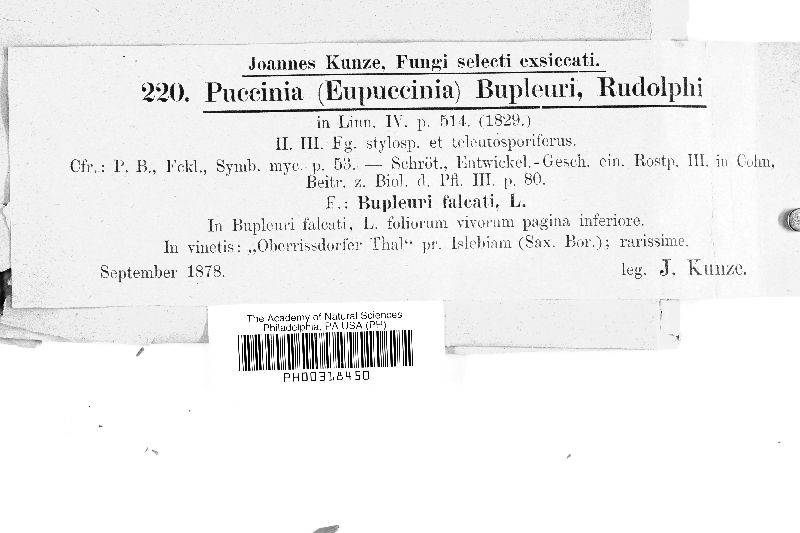 Joannes Kunze, Fungi selecti exsiccati.
220. Puccinia (Eupuccinia) Bupleuri, Rudolphi
in Linn. IV. p. 514. (1829.)
II. III. Fg. stylosp. et teleutosporiferus.
Cfr.: P. B., Fckl., Symb. myc. p. 53. — Schröt., Entwickel.-Gesch. ein. Rostp. III. in Cohn,
Beitr. z. Biol. d. Pfl. III. p. 80.
F.: Bupleuri falcati, L.
In Bupleuri falcati, L. foliorum vivorum pagina inferiore.
In vinetis: „Oberrissdorfer Thal“ pr. Islebiam (Sax. Bor.); rarissime.
September 1878.
leg. J. Kunze.
The Academy of Natural Sciences
Philadelphia, PA USA (PH)
PH00318450